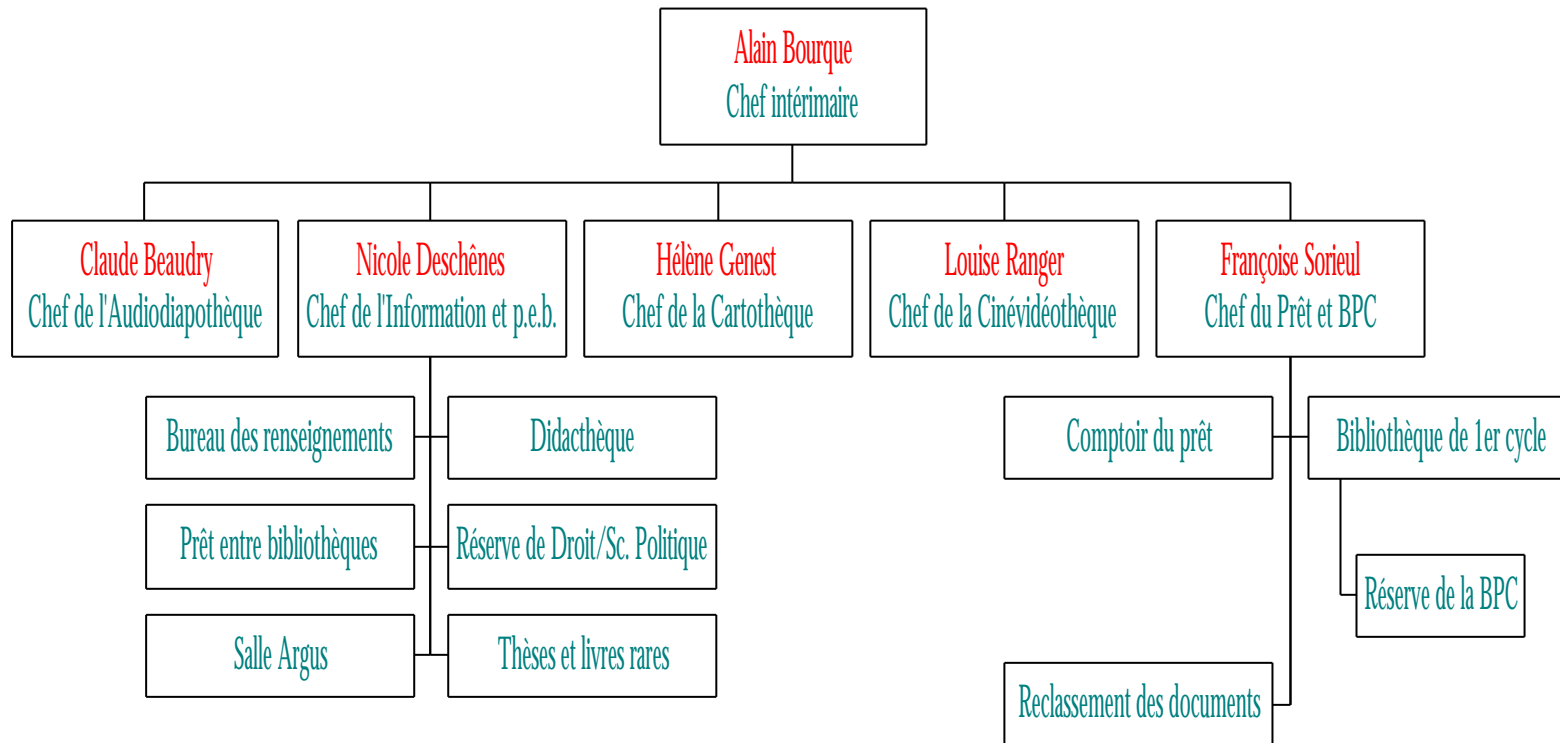 Alain Bourque
Chef intérimaire
Claude Beaudry
Chef de l'Audiodiapothèque
Nicole Deschênes
Chef de l'Information et p.e.b.
Hélène Genest
Chef de la Cartothèque
Louise Ranger
Chef de la Cinévidéothèque
Françoise Sorieul
Chef du Prêt et BPC
Bureau des renseignements
Didacthèque
Prêt entre bibliothèques
Réserve de Droit/Sc. Politique
Salle Argus
Thèses et livres rares
Comptoir du prêt
Bibliothèque de 1er cycle
Réserve de la BPC
Reclassement des documents